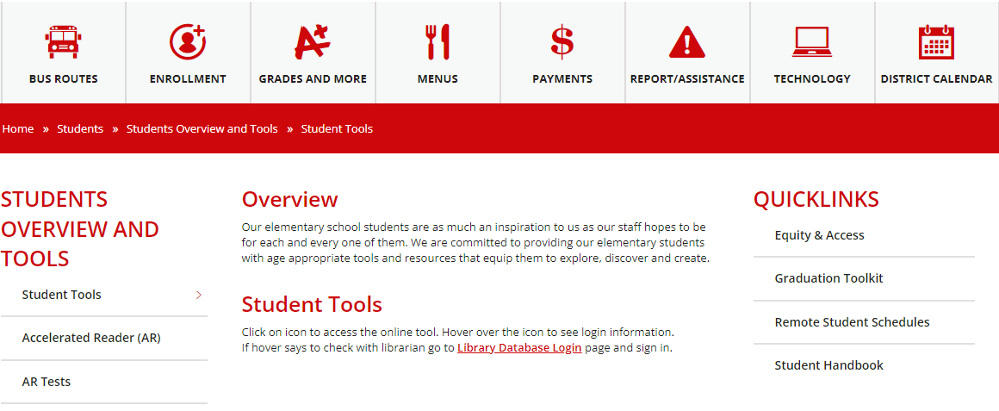 BUS ROUTES
ENROLLMENT
GRADES AND MORE
MENUS
PAYMENTS
REPORT/ASSISTANCE
TECHNOLOGY
DISTRICT CALENDAR
Home » Students » Students Overview and Tools » Student Tools
STUDENTS
OVERVIEW AND
TOOLS
Student Tools
Accelerated Reader (AR)
AR Tests
Overview
Our elementary school students are as much an inspiration to us as our staff hopes to be
for each and every one of them. We are committed to providing our elementary students
with age appropriate tools and resources that equip them to explore, discover and create.
Student Tools
Click on icon to access the online tool. Hover over the icon to see login information.
If hover says to check with librarian go to Library Database Login page and sign in.
QUICKLINKS
Equity & Access
Graduation Toolkit
Remote Student Schedules
Student Handbook